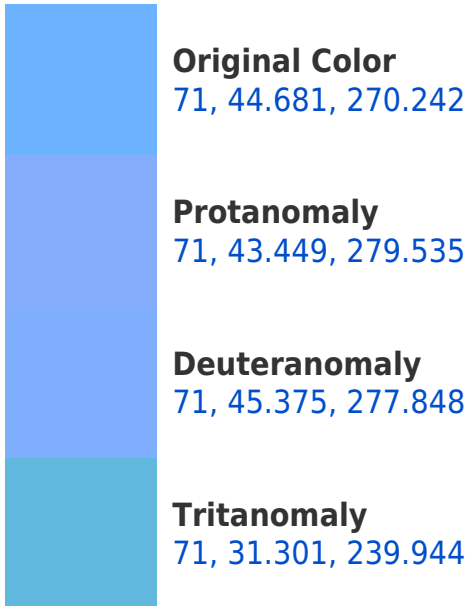 Original Color
71, 44.681, 270.242
Protanomaly
71, 43.449, 279.535
Deuteranomaly
71, 45.375, 277.848
Tritanomaly
71, 31.301, 239.944